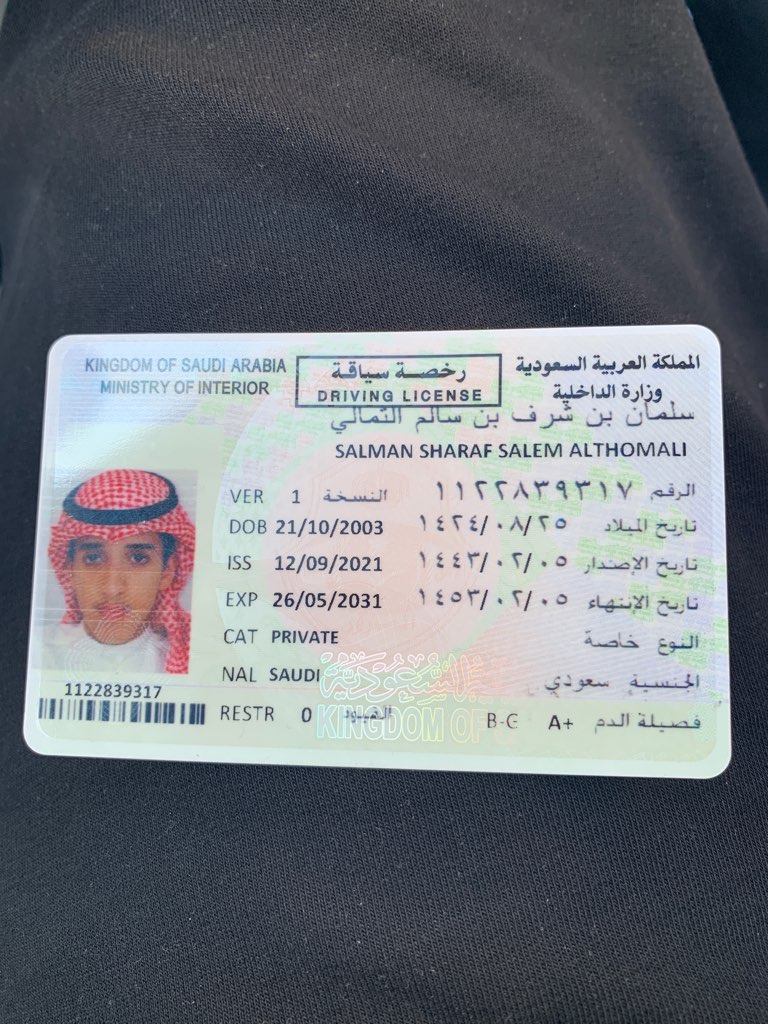 KINGDOM OF SAUDI ARABIA
MINISTRY OF INTERIOR
رخصة سياقة
DRIVING LICENSE
المملكة العربية السعودية
وزارة الداخلية
سلمان بن شرف بن سالم الثمالي
SALMAN SHARAF SALEM ALTHOMALI
VER 1 النسخة الرقم ١١٢٢٨٣٩٣١٧
DOB 21/10/2003 تاريخ الميلاد ١٤٢٤/٠٨/٢٥
ISS 12/09/2021 تاريخ الإصدار ١٤٤٣/٠٢/٠٥
EXP 26/05/2031 تاريخ الإنتهاء ١٤٥٣/٠٢/٠٥
CAT PRIVATE النوع خاصة
NAL SAUDI الجنسية سعودي
1122839317
RESTR 0 القيود B-G A+ فصيلة الدم
السعودية
KINGDOM OF